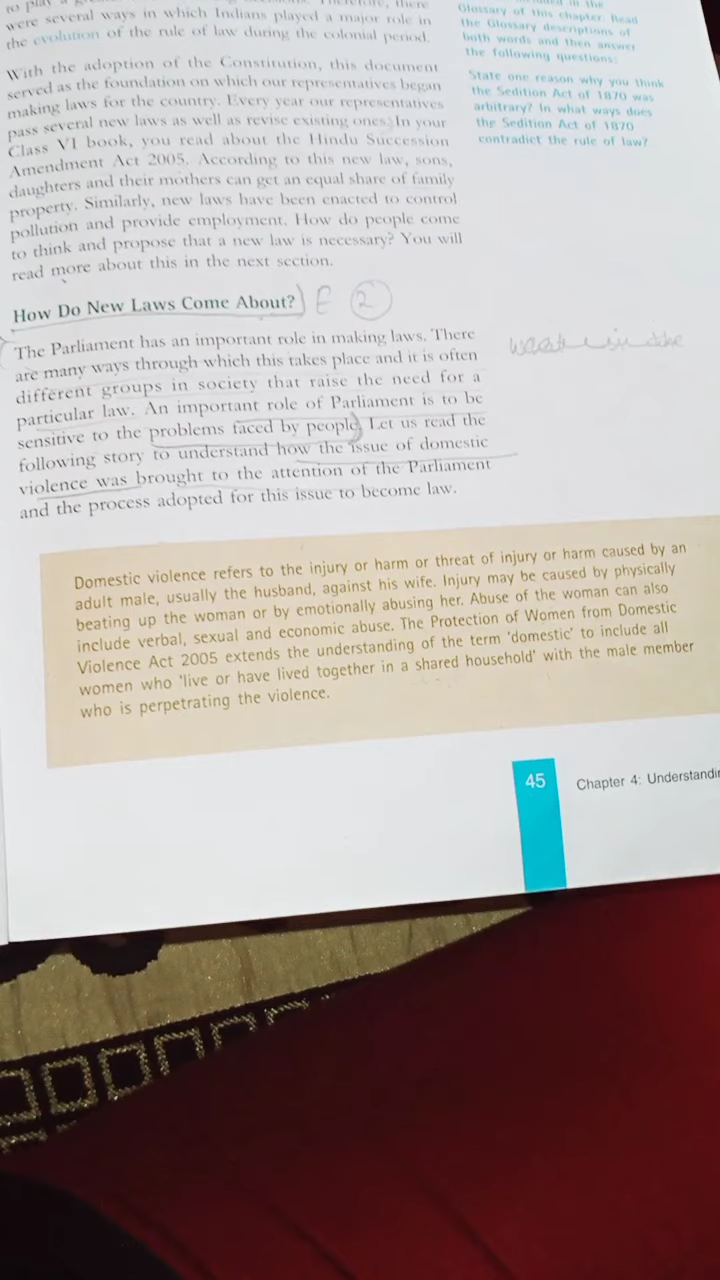 to play a
were several ways in which Indians played a major role in
the evolution of the rule of law during the colonial period.
With the adoption of the Constitution, this document
served as the foundation on which our representatives began
making laws for the country. Every year our representatives
pass several new laws as well as revise existing ones. In your
Class VI book, you read about the Hindu Succession
Amendment Act 2005. According to this new law, sons,
daughters and their mothers can get an equal share of family
property. Similarly, new laws have been enacted to control
pollution and provide employment. How do people come
to think and propose that a new law is necessary? You will
read more about this in the next section.
Glossary of this chapter. Read
the Glossary descriptions of
both words and then answer
the following questions:
State one reason why you think
the Sedition Act of 1870 was
arbitrary? In what ways does
the Sedition Act of 1870
contradict the rule of law?
How Do New Laws Come About?
2
The Parliament has an important role in making laws. There
are many ways through which this takes place and it is often
different groups in society that raise the need for a
particular law. An important role of Parliament is to be
sensitive to the problems faced by people. Let us read the
following story to understand how the issue of domestic
violence was brought to the attention of the Parliament
and the process adopted for this issue to become law.
Domestic violence refers to the injury or harm or threat of injury or harm caused by an
adult male, usually the husband, against his wife. Injury may be caused by physically
beating up the woman or by emotionally abusing her. Abuse of the woman can also
include verbal, sexual and economic abuse. The Protection of Women from Domestic
Violence Act 2005 extends the understanding of the term 'domestic' to include all
women who 'live or have lived together in a shared household' with the male member
who is perpetrating the violence.
45
Chapter 4: